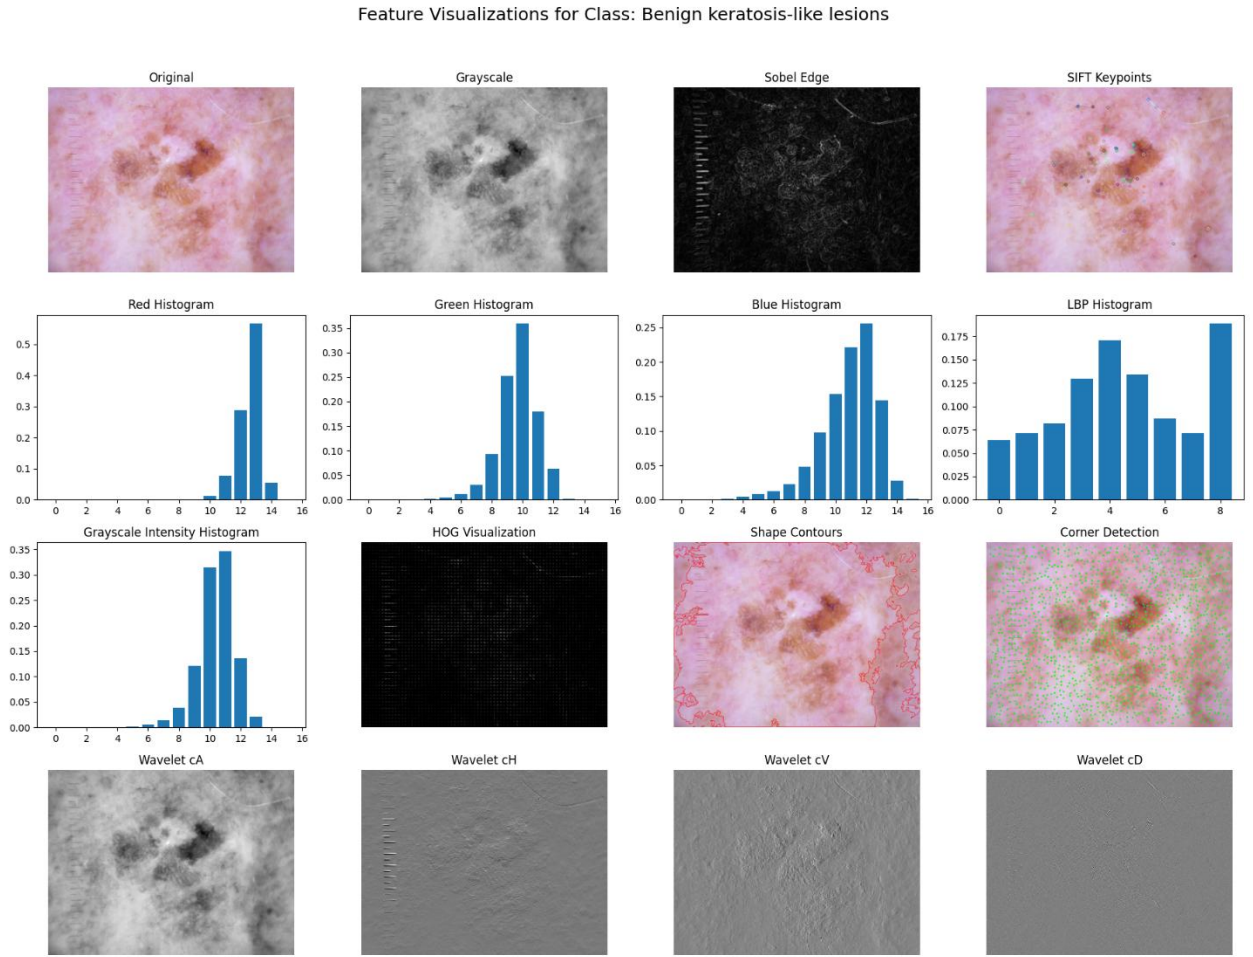 Feature Visualizations for Class: Benign keratosis-like lesions
Original
Grayscale
Sobel Edge
SIFT Keypoints
Red Histogram
0.5
0.4
0.3
0.2
0.1
0.0
0 2 4 6 8 10 12 14 16
Green Histogram
0.35
0.30
0.25
0.20
0.15
0.10
0.05
0.00
0 2 4 6 8 10 12 14 16
Blue Histogram
0.25
0.20
0.15
0.10
0.05
0.00
0 2 4 6 8 10 12 14 16
LBP Histogram
0.175
0.150
0.125
0.100
0.075
0.050
0.025
0.000
0 2 4 6 8
Grayscale Intensity Histogram
0.35
0.30
0.25
0.20
0.15
0.10
0.05
0.00
0 2 4 6 8 10 12 14 16
HOG Visualization
Shape Contours
Corner Detection
Wavelet cA
Wavelet cH
Wavelet cV
Wavelet cD